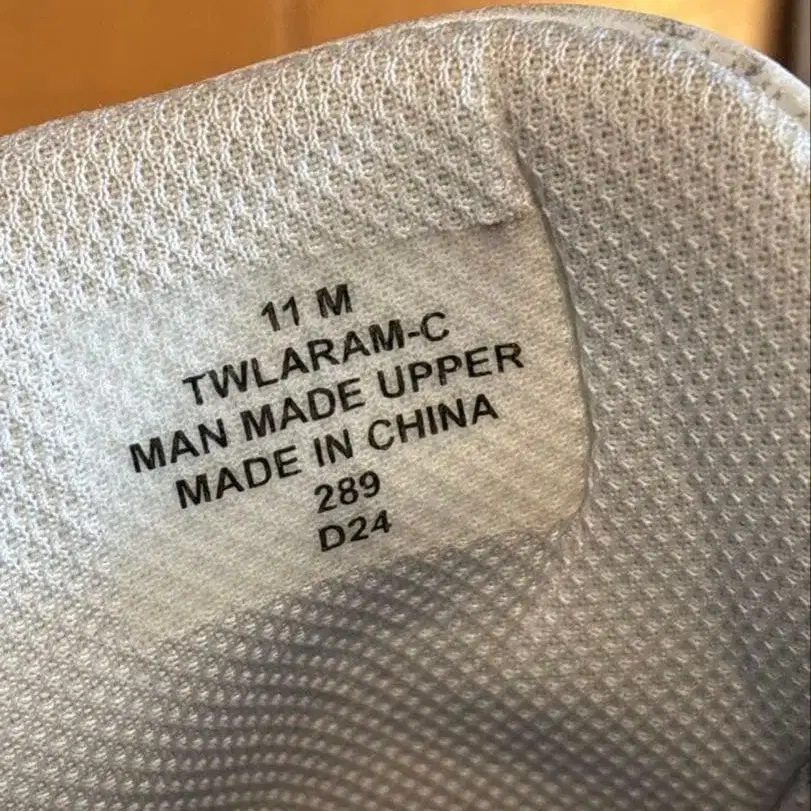 11 M
TWLARAM-C
MAN MADE UPPER
MADE IN CHINA
289
D24